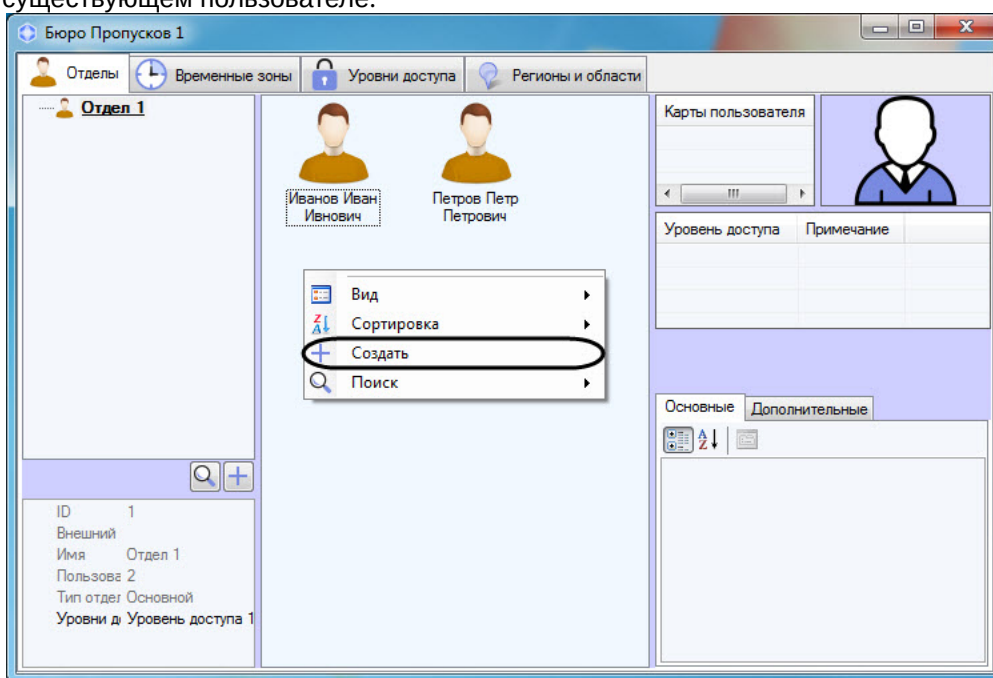 существующем пользователе.
Бюро Пропусков 1
Отделы
Временные зоны
Уровни доступа
Регионы и области
Отдел 1
Иванов Иван
Ивнович
Петров Петр
Петрович
Карты пользователя
Уровень доступа
Примечание
Вид
Сортировка
Создать
Поиск
Основные
Дополнительные
ID 1
Внешний
Имя Отдел 1
Пользова 2
Тип отдел Основной
Уровни д Уровень доступа 1